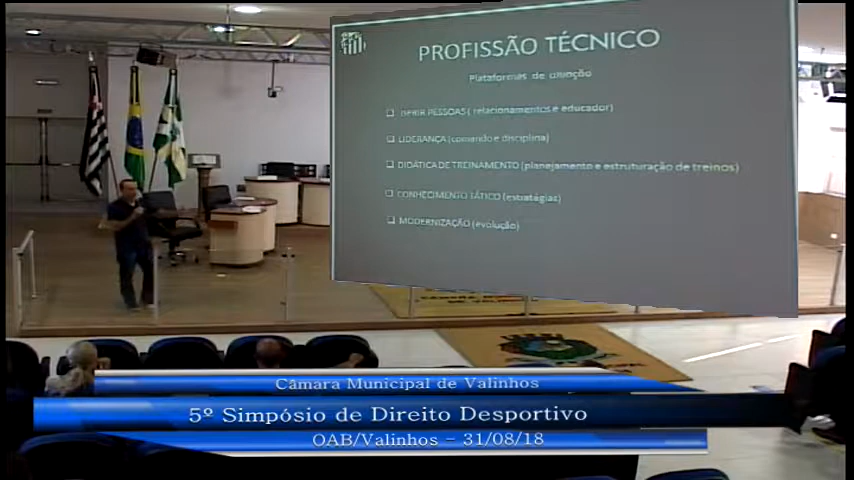 PROFISSÃO TÉCNICO
Plataformas de atuação
GERIR PESSOAS ( relacionamentos e educador)
LIDERANÇA (comando e disciplina)
DIDÁTICA DE TREINAMENTO (planejamento e estruturação de treinos)
CONHECIMENTO TÁTICO (estratégias)
MODERNIZAÇÃO (evolução)
Câmara Municipal de Valinhos
5º Simpósio de Direito Desportivo
OAB/Valinhos - 31/08/18